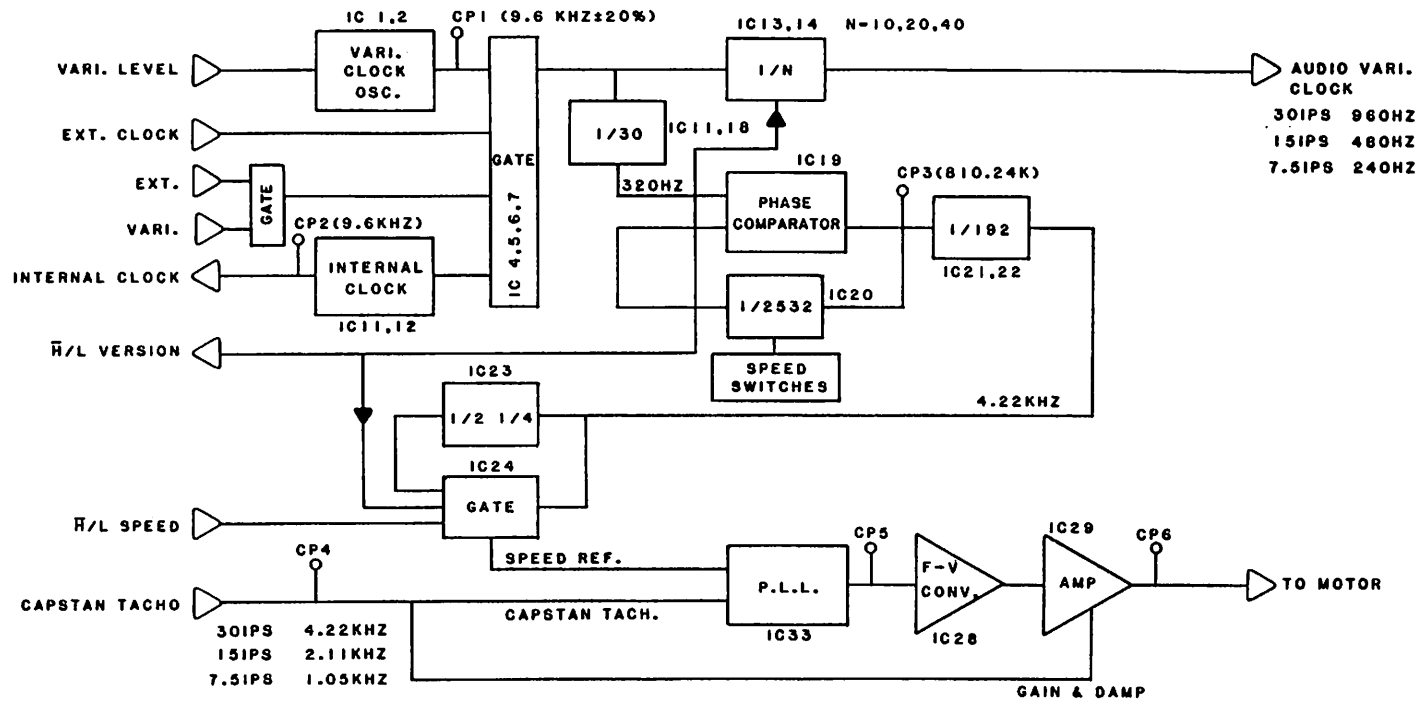 IC 1,2
CP1 (9.6 KHZ±20%)
IC13,14 N=10,20,40
VARI. LEVEL
VARI.
CLOCK
OSC.
1/N
AUDIO VARI.
CLOCK
30IPS 960HZ
15IPS 480HZ
7.5IPS 240HZ
EXT. CLOCK
1/30
IC11,18
GATE
IC 4,5,6,7
EXT.
VARI.
GATE
320HZ
IC19
PHASE
COMPARATOR
CP3(810.24K)
1/192
IC21,22
CP2(9.6KHZ)
INTERNAL CLOCK
INTERNAL
CLOCK
IC11,12
1/2532
IC20
H̅/L VERSION
SPEED
SWITCHES
IC23
1/2 1/4
4.22KHZ
IC24
GATE
H̅/L SPEED
SPEED REF.
CP4
CAPSTAN TACHO
CAPSTAN TACH.
30IPS 4.22KHZ
15IPS 2.11KHZ
7.5IPS 1.05KHZ
P.L.L.
IC33
CP5
F-V
CONV.
IC28
IC29
AMP
CP6
TO MOTOR
GAIN & DAMP